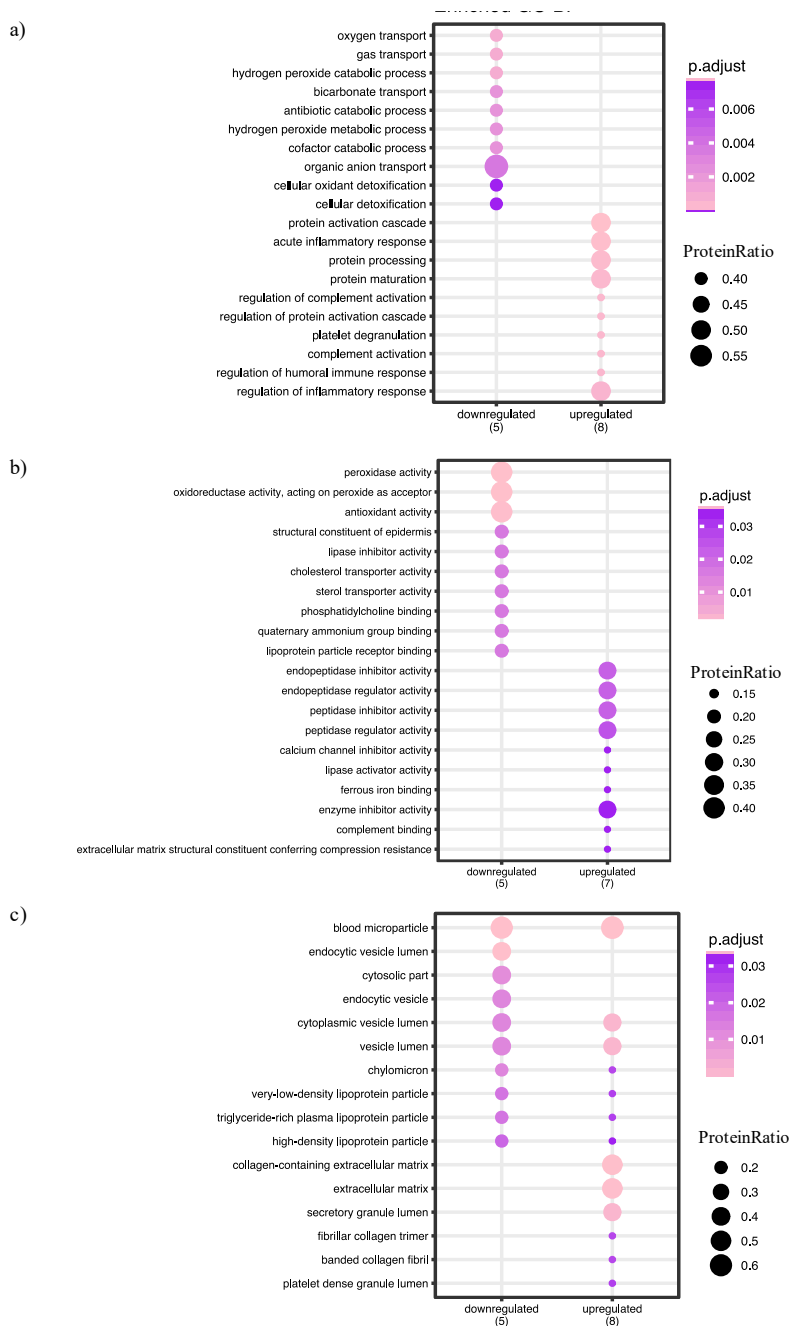 a)
oxygen transport
gas transport
hydrogen peroxide catabolic process
bicarbonate transport
antibiotic catabolic process
hydrogen peroxide metabolic process
cofactor catabolic process
organic anion transport
cellular oxidant detoxification
cellular detoxification
protein activation cascade
acute inflammatory response
protein processing
protein maturation
regulation of complement activation
regulation of protein activation cascade
platelet degranulation
complement activation
regulation of humoral immune response
regulation of inflammatory response
downregulated
(5)
upregulated
(8)
p.adjust
0.006
0.004
0.002
ProteinRatio
0.40
0.45
0.50
0.55
b)
peroxidase activity
oxidoreductase activity, acting on peroxide as acceptor
antioxidant activity
structural constituent of epidermis
lipase inhibitor activity
cholesterol transporter activity
sterol transporter activity
phosphatidylcholine binding
quaternary ammonium group binding
lipoprotein particle receptor binding
endopeptidase inhibitor activity
endopeptidase regulator activity
peptidase inhibitor activity
peptidase regulator activity
calcium channel inhibitor activity
lipase activator activity
ferrous iron binding
enzyme inhibitor activity
complement binding
extracellular matrix structural constituent conferring compression resistance
downregulated
(5)
upregulated
(7)
p.adjust
0.03
0.02
0.01
ProteinRatio
0.15
0.20
0.25
0.30
0.35
0.40
c)
blood microparticle
endocytic vesicle lumen
cytosolic part
endocytic vesicle
cytoplasmic vesicle lumen
vesicle lumen
chylomicron
very-low-density lipoprotein particle
triglyceride-rich plasma lipoprotein particle
high-density lipoprotein particle
collagen-containing extracellular matrix
extracellular matrix
secretory granule lumen
fibrillar collagen trimer
banded collagen fibril
platelet dense granule lumen
downregulated
(5)
upregulated
(8)
p.adjust
0.03
0.02
0.01
ProteinRatio
0.2
0.3
0.4
0.5
0.6